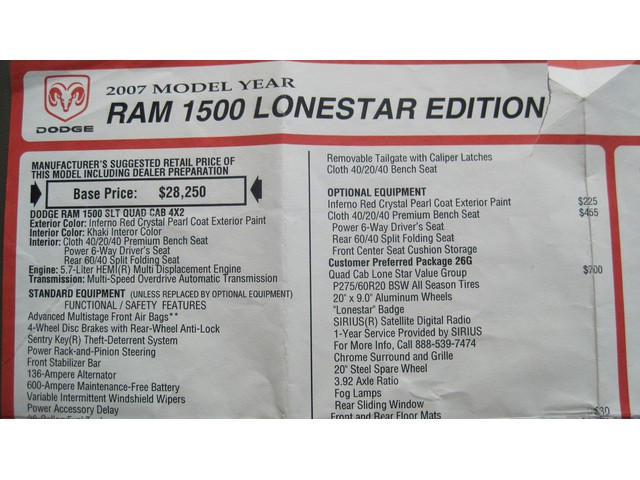 2007 MODEL YEAR
RAM 1500 LONESTAR EDITION
DODGE
MANUFACTURER'S SUGGESTED RETAIL PRICE OF
THIS MODEL INCLUDING DEALER PREPARATION
Base Price: $28,250
DODGE RAM 1500 SLT QUAD CAB 4X2
Exterior Color: Inferno Red Crystal Pearl Coat Exterior Paint
Interior Color: Khaki Interor Color
Interior: Cloth 40/20/40 Premium Bench Seat
Power 6-Way Driver's Seat
Rear 60/40 Split Folding Seat
Engine: 5.7-Liter HEMI(R) Multi Displacement Engine
Transmission: Multi-Speed Overdrive Automatic Transmission
STANDARD EQUIPMENT (UNLESS REPLACED BY OPTIONAL EQUIPMENT)
FUNCTIONAL / SAFETY FEATURES
Advanced Multistage Front Air Bags**
4-Wheel Disc Brakes with Rear-Wheel Anti-Lock
Sentry Key(R) Theft-Deterrent System
Power Rack-and-Pinion Steering
Front Stabilizer Bar
136-Ampere Alternator
600-Ampere Maintenance-Free Battery
Variable Intermittent Windshield Wipers
Power Accessory Delay
Removable Tailgate with Caliper Latches
Cloth 40/20/40 Bench Seat
OPTIONAL EQUIPMENT
Inferno Red Crystal Pearl Coat Exterior Paint $225
Cloth 40/20/40 Premium Bench Seat $455
Power 6-Way Driver's Seat
Rear 60/40 Split Folding Seat
Front Center Seat Cushion Storage
Customer Preferred Package 26G
Quad Cab Lone Star Value Group $700
P275/60R20 BSW All Season Tires
20" x 9.0" Aluminum Wheels
"Lonestar" Badge
SIRIUS(R) Satellite Digital Radio
1-Year Service Provided by SIRIUS
For More Info, Call 888-539-7474
Chrome Surround and Grille
20" Steel Spare Wheel
3.92 Axle Ratio
Fog Lamps
Rear Sliding Window
Front and Rear Floor Mats